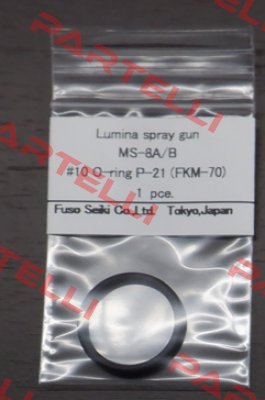 PARTELLI
Lumina spray gun
MS-8A/B
#10 O-ring P-21 (FKM-70)
1 pce.
Fuso Seiki Co.,Ltd. Tokyo,Japan
PARTELLI
PARTELLI